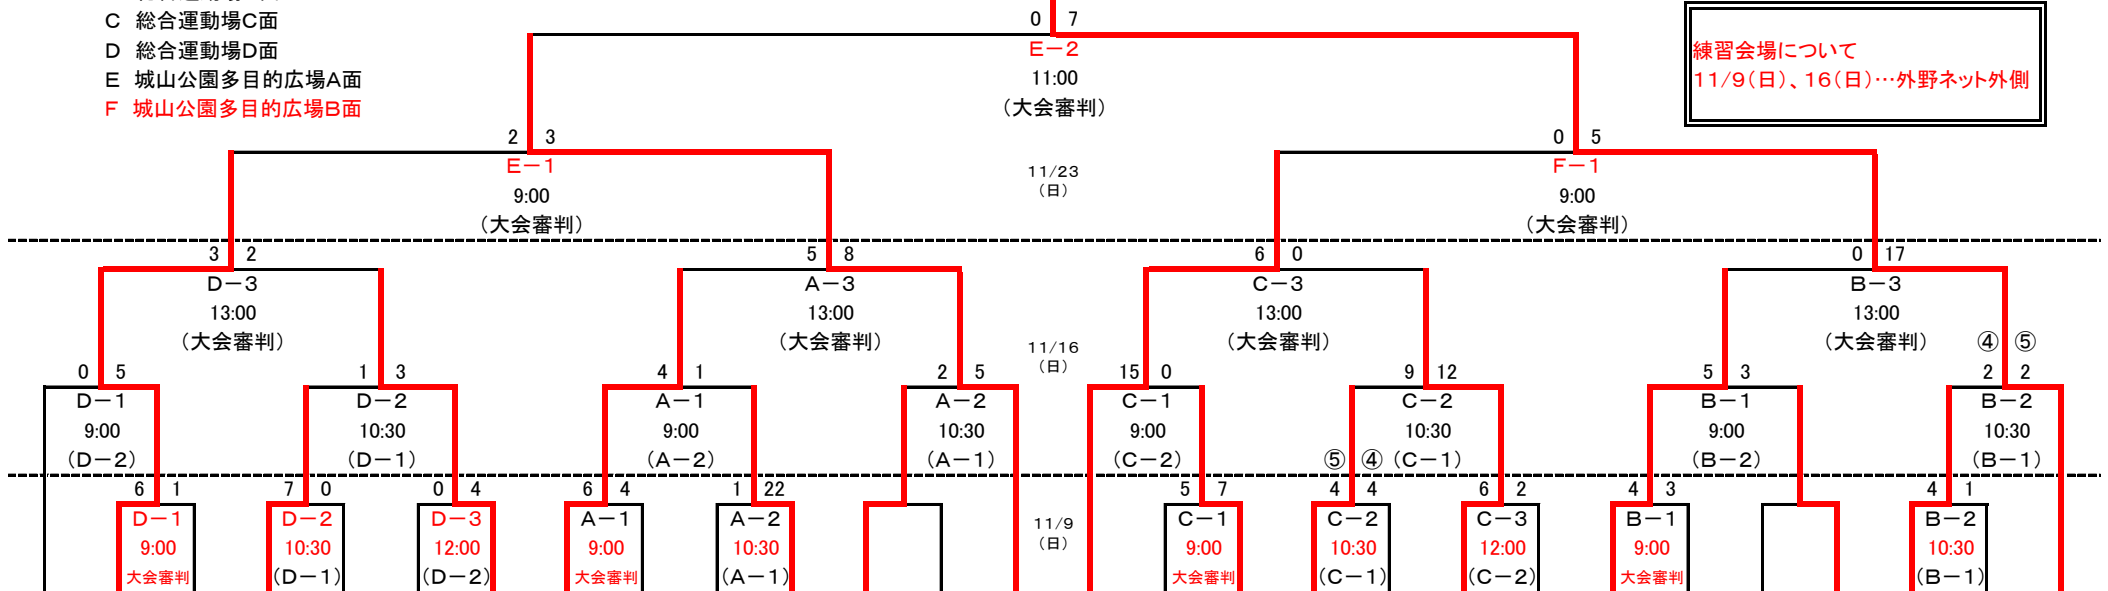 C 総合運動場C面
D 総合運動場D面
E 城山公園多目的広場A面
F 城山公園多目的広場B面
0 7
E－2
11:00
（大会審判）
練習会場について
11/9(日)、16(日)…外野ネット外側
2 3
E－1
9:00
（大会審判）
11/23
(日)
0 5
F－1
9:00
（大会審判）
3 2
D－3
13:00
（大会審判）
5 8
A－3
13:00
（大会審判）
11/16
(日)
6 0
C－3
13:00
（大会審判）
0 17
B－3
13:00
（大会審判）
④ ⑤
0 5
D－1
9:00
(D－2)
1 3
D－2
10:30
(D－1)
4 1
A－1
9:00
(A－2)
2 5
A－2
10:30
(A－1)
15 0
C－1
9:00
(C－2)
9 12
C－2
10:30
(C－1)
5 3
B－1
9:00
(B－2)
2 2
B－2
10:30
(B－1)
6 1
D－1
9:00
大会審判
7 0
D－2
10:30
(D－1)
0 4
D－3
12:00
(D－2)
6 4
A－1
9:00
大会審判
1 22
A－2
10:30
(A－1)
11/9
(日)
5 7
C－1
9:00
大会審判
⑤ ④
4 4
C－2
10:30
(C－1)
6 2
C－3
12:00
(C－2)
4 3
B－1
9:00
大会審判
4 1
B－2
10:30
(B－1)